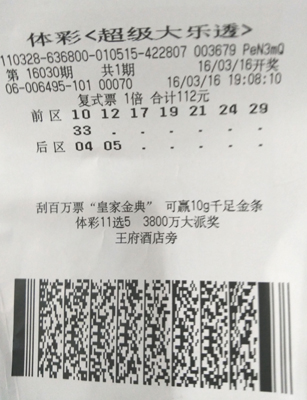 体彩<超级大乐透>
110328-636800-010515-422807 003679 PeN3mQ
第 16030期 共1期 16/03/16开奖
06-006495-101 00070 16/03/16 19:08:10
复式票 1倍 合计112元
前区 10 12 17 19 21 24 29
33 . . . . . .
后区 04 05 . . . . .
刮百万票“皇家金典” 可赢10g千足金条
体彩11选5 3800万大派奖
王府酒店旁